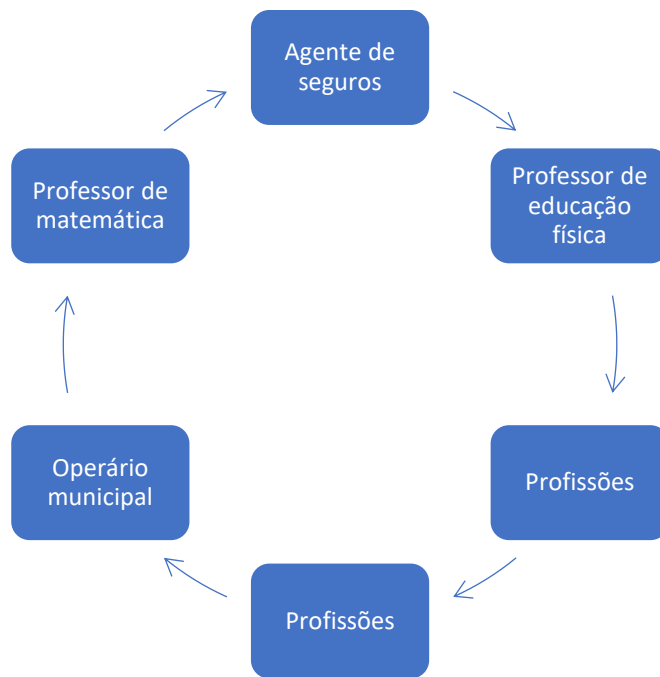 Agente de
seguros
Professor de
educação
física
Profissões
Profissões
Operário
municipal
Professor de
matemática